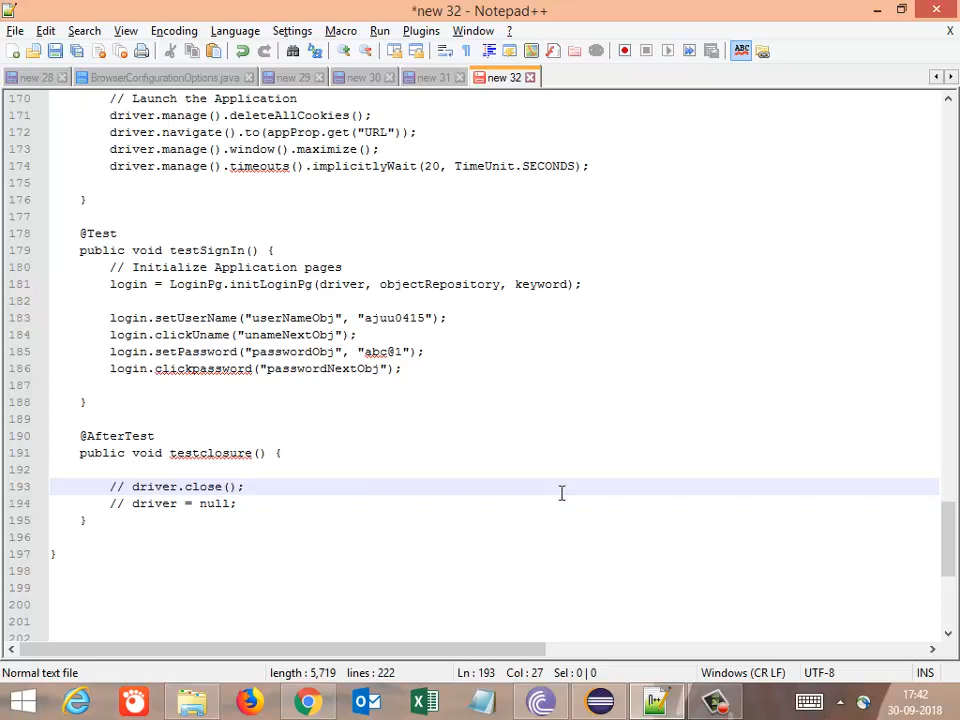 *new 32 - Notepad++
File Edit Search View Encoding Language Settings Macro Run Plugins Window ? X
new 28 BrowserConfigurationOptions.java new 29 new 30 new 31 new 32
170 // Launch the Application
171 driver.manage().deleteAllCookies();
172 driver.navigate().to(appProp.get("URL"));
173 driver.manage().window().maximize();
174 driver.manage().timeouts().implicitlyWait(20, TimeUnit.SECONDS);
175
176 }
177
178 @Test
179 public void testSignIn() {
180 // Initialize Application pages
181 login = LoginPg.initLoginPg(driver, objectRepository, keyword);
182
183 login.setUserName("userNameObj", "ajuu0415");
184 login.clickUname("unameNextObj");
185 login.setPassword("passwordObj", "abc@1");
186 login.clickpassword("passwordNextObj");
187
188 }
189
190 @AfterTest
191 public void testclosure() {
192
193 // driver.close();
194 // driver = null;
195 }
196
197 }
198
199
200
201
202
Normal text file length : 5,719 lines : 222 Ln : 193 Col : 27 Sel : 0 | 0 Windows (CR LF) UTF-8 INS
17:42
30-09-2018